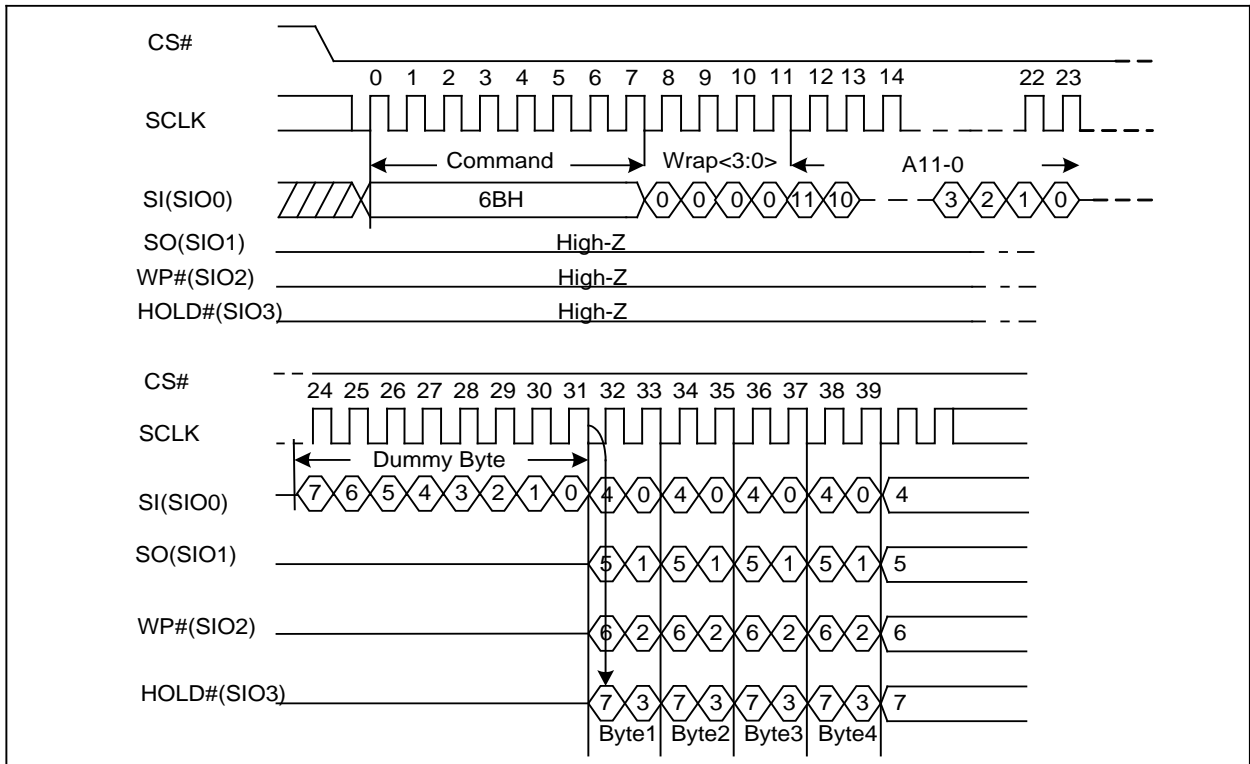 CS#
0 1 2 3 4 5 6 7 8 9 10 11 12 13 14 22 23
SCLK
Command Wrap<3:0> A11-0
SI(SIO0) 6BH 0 0 0 0 11 10 3 2 1 0
SO(SIO1) High-Z
WP#(SIO2) High-Z
HOLD#(SIO3) High-Z
CS#
24 25 26 27 28 29 30 31 32 33 34 35 36 37 38 39
SCLK
Dummy Byte
SI(SIO0) 7 6 5 4 3 2 1 0 4 0 4 0 4 0 4 0 4
SO(SIO1) 5 1 5 1 5 1 5 1 5
WP#(SIO2) 6 2 6 2 6 2 6 2 6
HOLD#(SIO3) 7 3 7 3 7 3 7 3 7
Byte1 Byte2 Byte3 Byte4